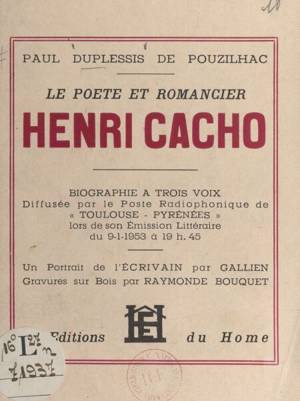 PAUL DUPLESSIS DE POUZILHAC
LE POETE ET ROMANCIER
HENRI CACHO
BIOGRAPHIE A TROIS VOIX
Diffusée par le Poste Radiophonique de
« TOULOUSE - PYRÉNÉES »
lors de son Émission Littéraire
du 9-1-1953 à 19 h. 45
Un Portrait de l'ÉCRIVAIN par GALLIEN
Gravures sur Bois par RAYMONDE BOUQUET
Editions du Home